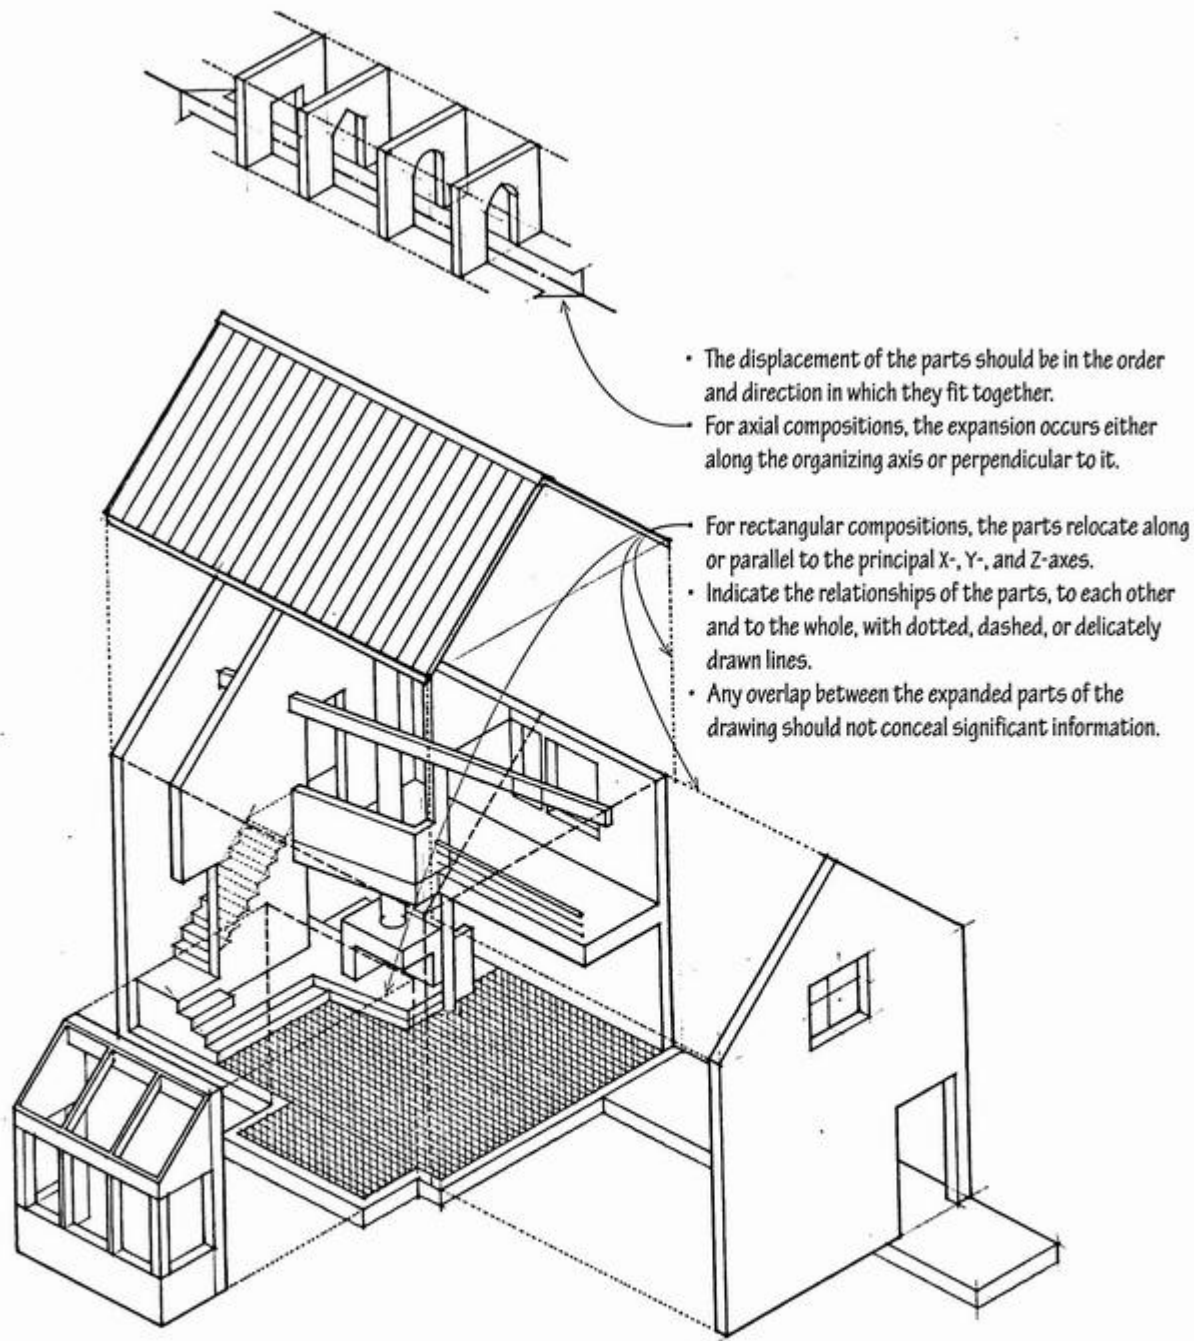 • The displacement of the parts should be in the order
and direction in which they fit together.
• For axial compositions, the expansion occurs either
along the organizing axis or perpendicular to it.
• For rectangular compositions, the parts relocate along
or parallel to the principal X-, Y-, and Z-axes.
• Indicate the relationships of the parts, to each other
and to the whole, with dotted, dashed, or delicately
drawn lines.
• Any overlap between the expanded parts of the
drawing should not conceal significant information.